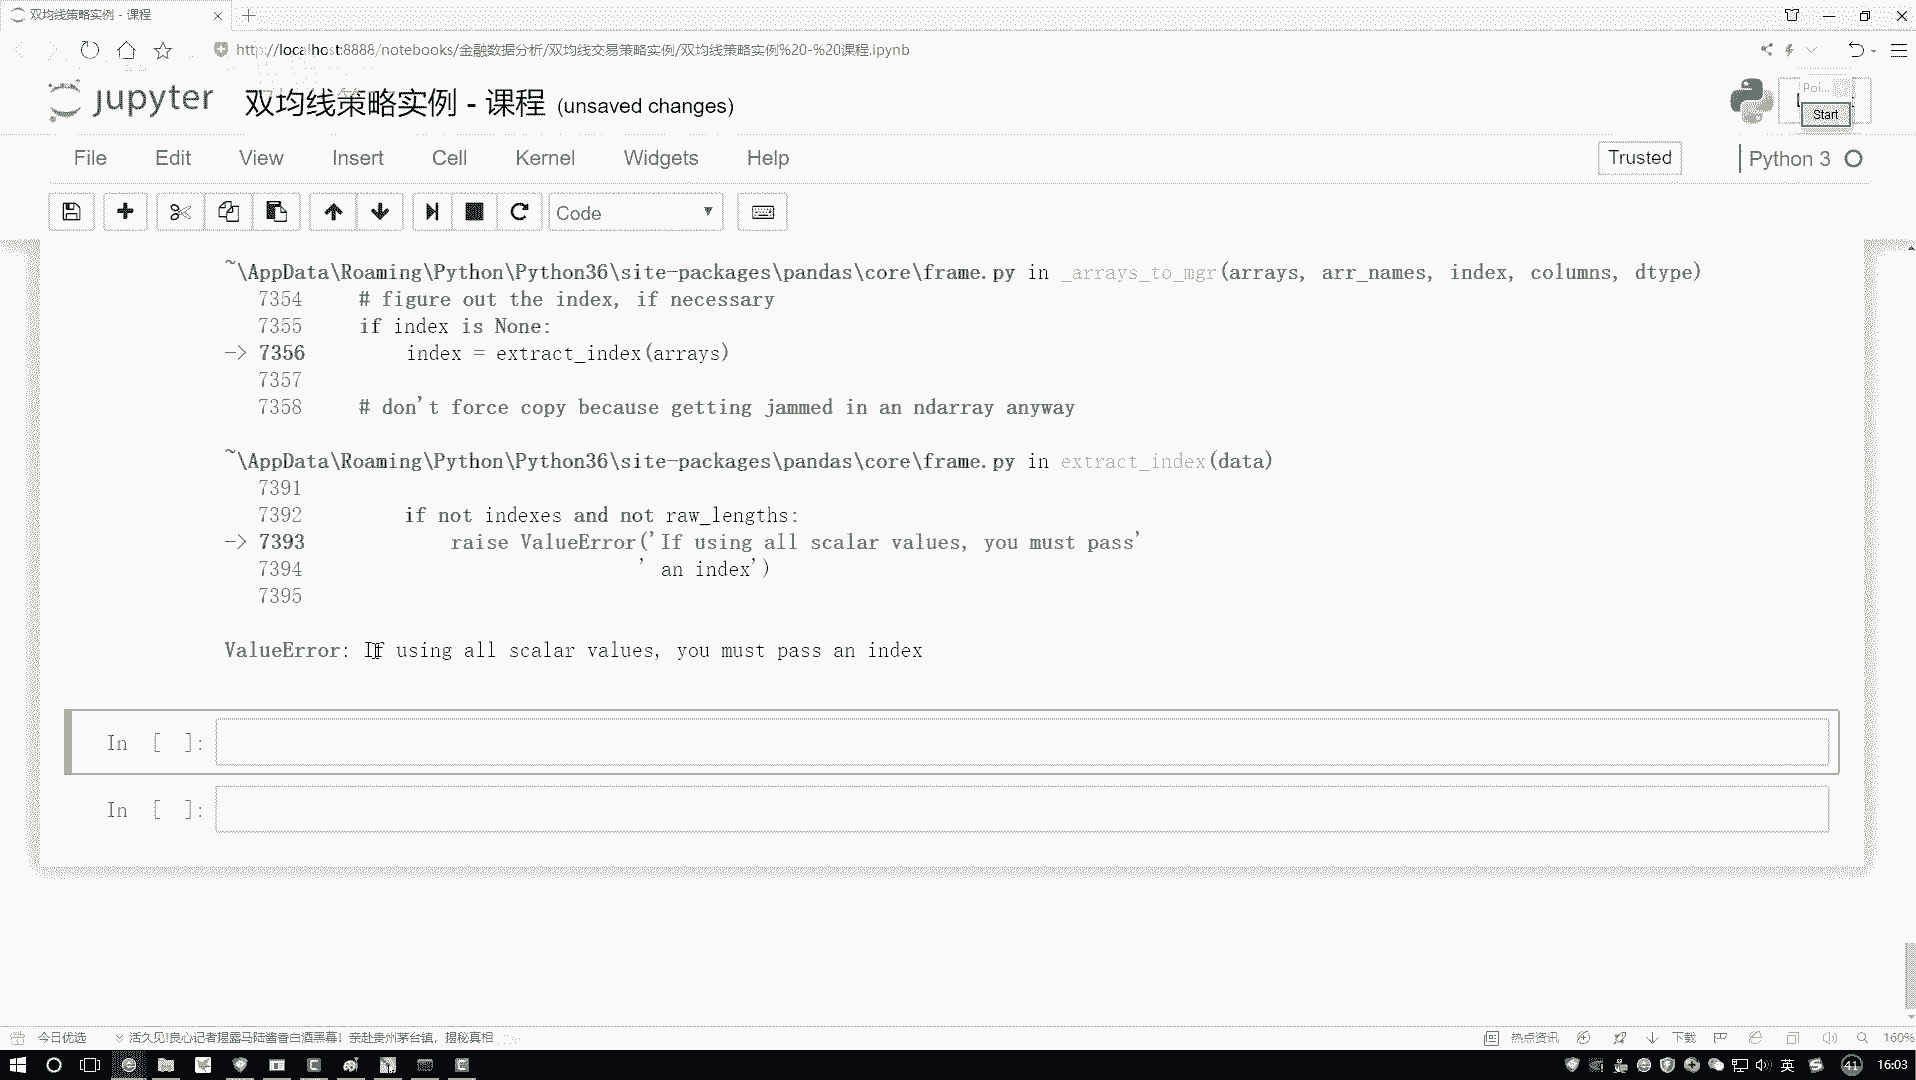 双均线策略实例 - 课程
http://localhost:8888/notebooks/金融数据分析/双均线交易策略实例/双均线策略实例%20-%20课程.ipynb
jupyter 双均线策略实例 - 课程 (unsaved changes)
Poi...
Start
File Edit View Insert Cell Kernel Widgets Help
Trusted
Python 3
Code
~\AppData\Roaming\Python\Python36\site-packages\pandas\core\frame.py in _arrays_to_mgr(arrays, arr_names, index, columns, dtype)
7354 # figure out the index, if necessary
7355 if index is None:
-> 7356 index = extract_index(arrays)
7357
7358 # don't force copy because getting jammed in an ndarray anyway
~\AppData\Roaming\Python\Python36\site-packages\pandas\core\frame.py in extract_index(data)
7391
7392 if not indexes and not raw_lengths:
-> 7393 raise ValueError('If using all scalar values, you must pass'
7394 ' an index')
7395
ValueError: If using all scalar values, you must pass an index
In [ ]:
In [ ]:
今日优选 活久见!良心记者揭露马陆酱香白酒黑幕! 亲赴贵州茅台镇, 揭秘真相
热点资讯 下载 160%
英 41 16:03